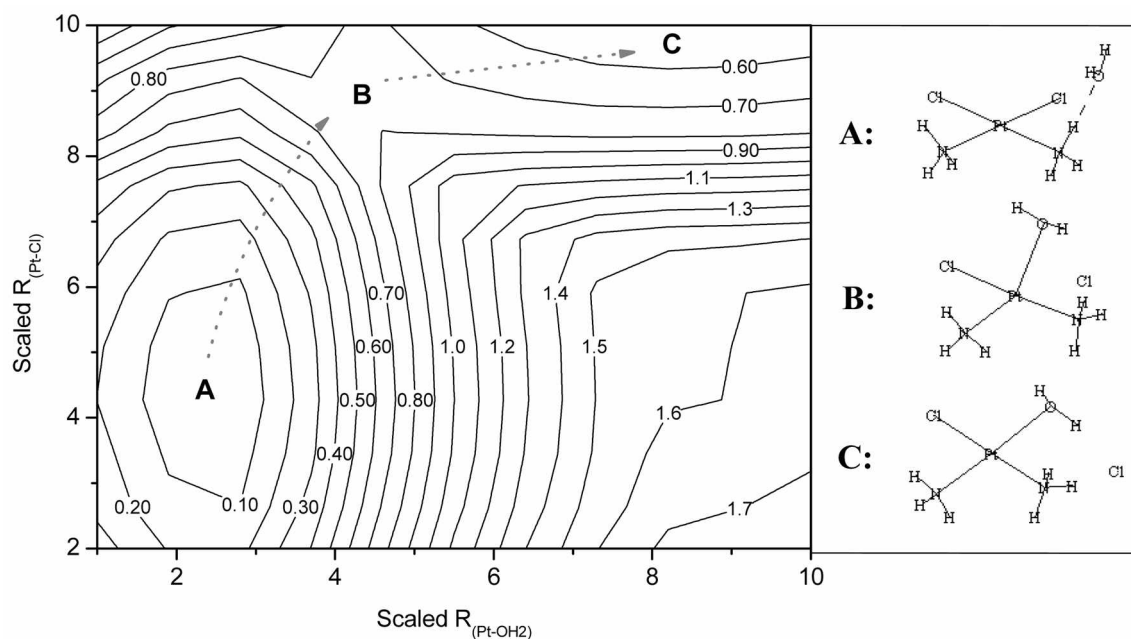 10
8
6
4
2
2 4 6 8 10
Scaled R(Pt-Cl)
Scaled R(Pt-OH2)
0.80
B
C
0.60
0.70
0.90
1.1
1.3
0.70
1.4
0.60
1.0
1.2
1.5
A
0.50
0.80
1.6
0.40
0.20
0.10
0.30
1.7
A:
H
H O
Cl Cl
H Pt H
N N
H H H H
B:
H O H
Cl Cl
Pt H
H N N H
H H H
C:
H O
Cl H
Pt
H N H N H Cl
H H H